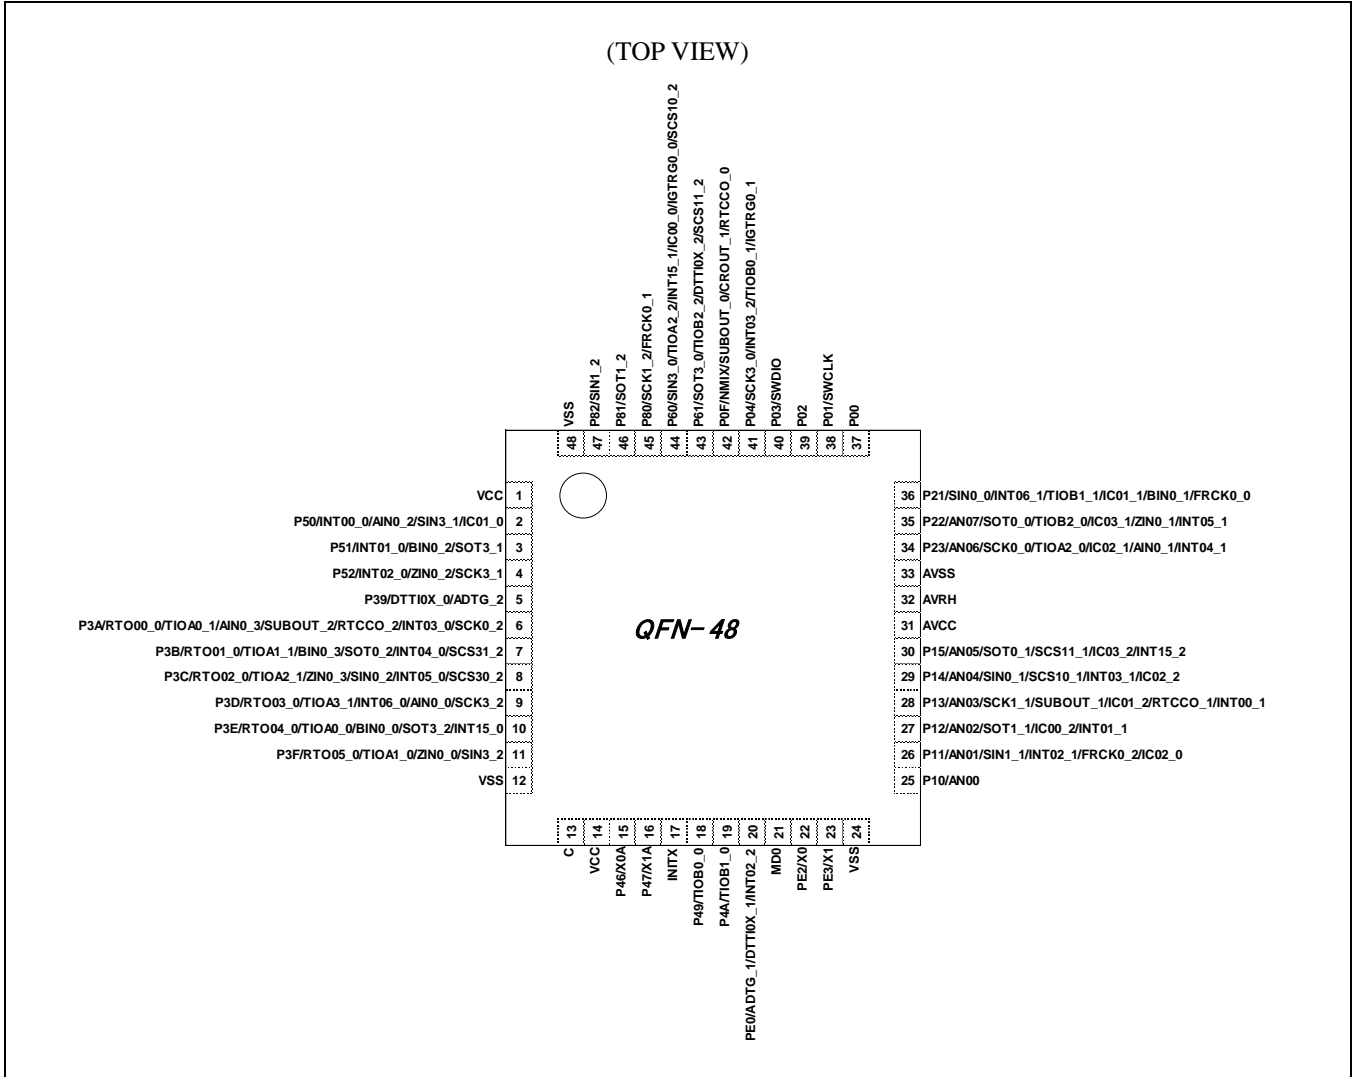 (TOP VIEW)
VSS
P82/SIN1_2
P81/SOT1_2
P80/SCK1_2/FRCK0_1
P60/SIN3_0/TIOA2_2/INT15_1/IC00_0/IGTRG0_0/SCS10_2
P61/SOT3_0/TIOB2_2/DTTI0X_2/SCS11_2
P0F/NMIX/SUBOUT_0/CROUT_1/RTCCO_0
P04/SCK3_0/INT03_2/TIOB0_1/IGTRG0_1
P03/SWDIO
P02
P01/SWCLK
P00
48 47 46 45 44 43 42 41 40 39 38 37
VCC 1
P50/INT00_0/AIN0_2/SIN3_1/IC01_0 2
P51/INT01_0/BIN0_2/SOT3_1 3
P52/INT02_0/ZIN0_2/SCK3_1 4
P39/DTTI0X_0/ADTG_2 5
P3A/RTO00_0/TIOA0_1/AIN0_3/SUBOUT_2/RTCCO_2/INT03_0/SCK0_2 6
P3B/RTO01_0/TIOA1_1/BIN0_3/SOT0_2/INT04_0/SCS31_2 7
P3C/RTO02_0/TIOA2_1/ZIN0_3/SIN0_2/INT05_0/SCS30_2 8
P3D/RTO03_0/TIOA3_1/INT06_0/AIN0_0/SCK3_2 9
P3E/RTO04_0/TIOA0_0/BIN0_0/SOT3_2/INT15_0 10
P3F/RTO05_0/TIOA1_0/ZIN0_0/SIN3_2 11
VSS 12
QFN-48
36 P21/SIN0_0/INT06_1/TIOB1_1/IC01_1/BIN0_1/FRCK0_0
35 P22/AN07/SOT0_0/TIOB2_0/IC03_1/ZIN0_1/INT05_1
34 P23/AN06/SCK0_0/TIOA2_0/IC02_1/AIN0_1/INT04_1
33 AVSS
32 AVRH
31 AVCC
30 P15/AN05/SOT0_1/SCS11_1/IC03_2/INT15_2
29 P14/AN04/SIN0_1/SCS10_1/INT03_1/IC02_2
28 P13/AN03/SCK1_1/SUBOUT_1/IC01_2/RTCCO_1/INT00_1
27 P12/AN02/SOT1_1/IC00_2/INT01_1
26 P11/AN01/SIN1_1/INT02_1/FRCK0_2/IC02_0
25 P10/AN00
13 14 15 16 17 18 19 20 21 22 23 24
C
VCC
P46/X0A
P47/X1A
INITX
P49/TIOB0_0
P4A/TIOB1_0
PE0/ADTG_1/DTTI0X_1/INT02_2
MD0
PE2/X0
PE3/X1
VSS